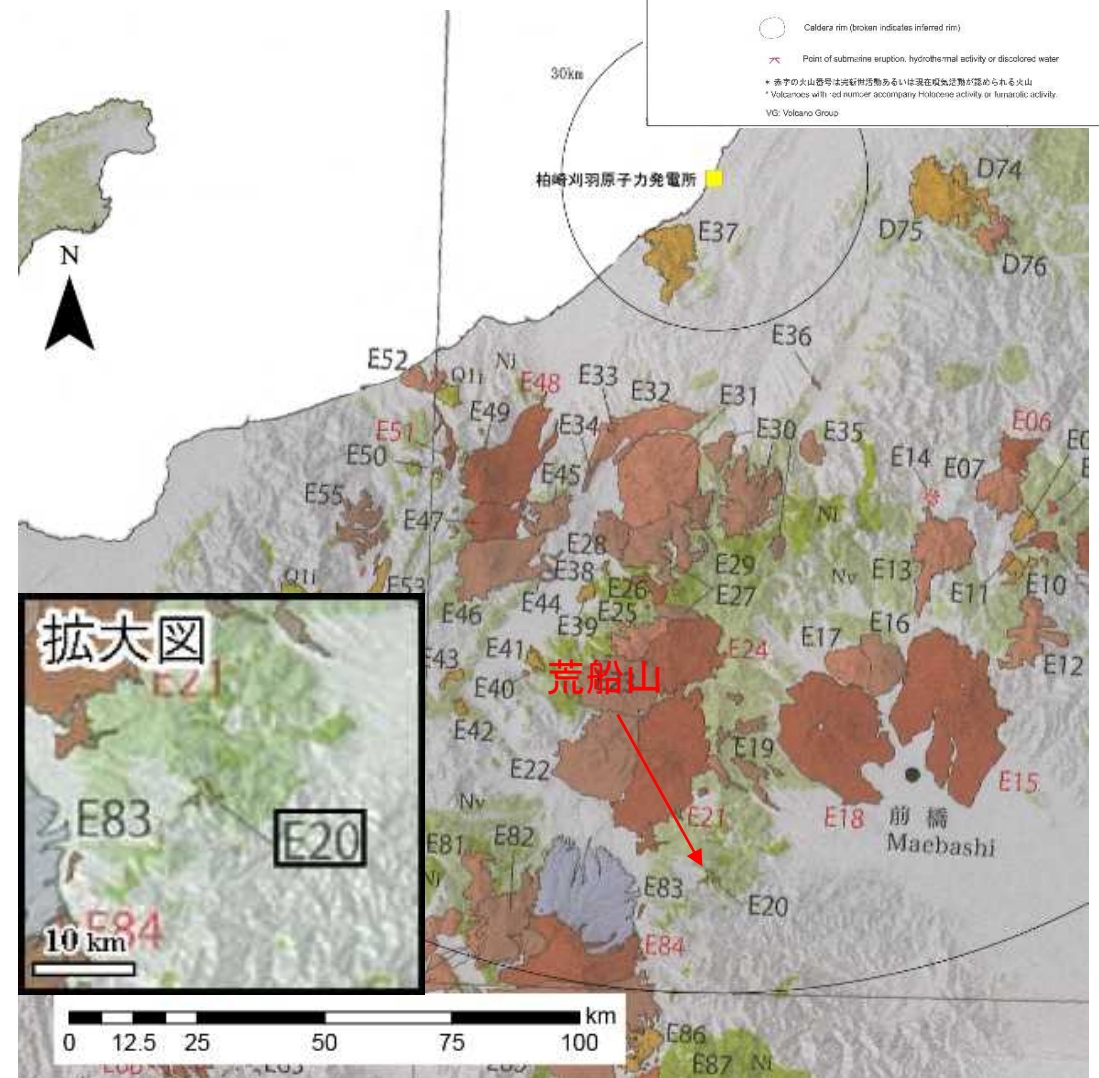 Caldera rim (broken indicates inferred rim)
Point of submarine eruption, hydrothermal activity or discolored water
* 赤字の火山番号は完新世活動あるいは現在噴気活動が認められる火山
* Volcanoes with red number accompany Holocene activity or fumarolic activity.
VG: Volcano Group
30km
柏崎刈羽原子力発電所
D74
D75
D76
E37
N
E36
E52
Q1i
Nj
E48
E33
E32
E31
E49
E34
E30
E35
E51
E50
E06
E14
E07
E45
E55
E47
Nj
E28
E38
E29
E53
Q1i
E26
E27
Nv
E13
E11
E10
E46
E44
E25
E39
E17
E16
E12
E43
E41
E24
荒船山
E40
E42
E22
E19
E15
E21
E18
前橋
Maebashi
Nv
E81
E82
Nj
E83
E20
E84
拡大図
E21
E83
E20
E84
10 km
km
0 12.5 25 50 75 100
E86
E87
Nj